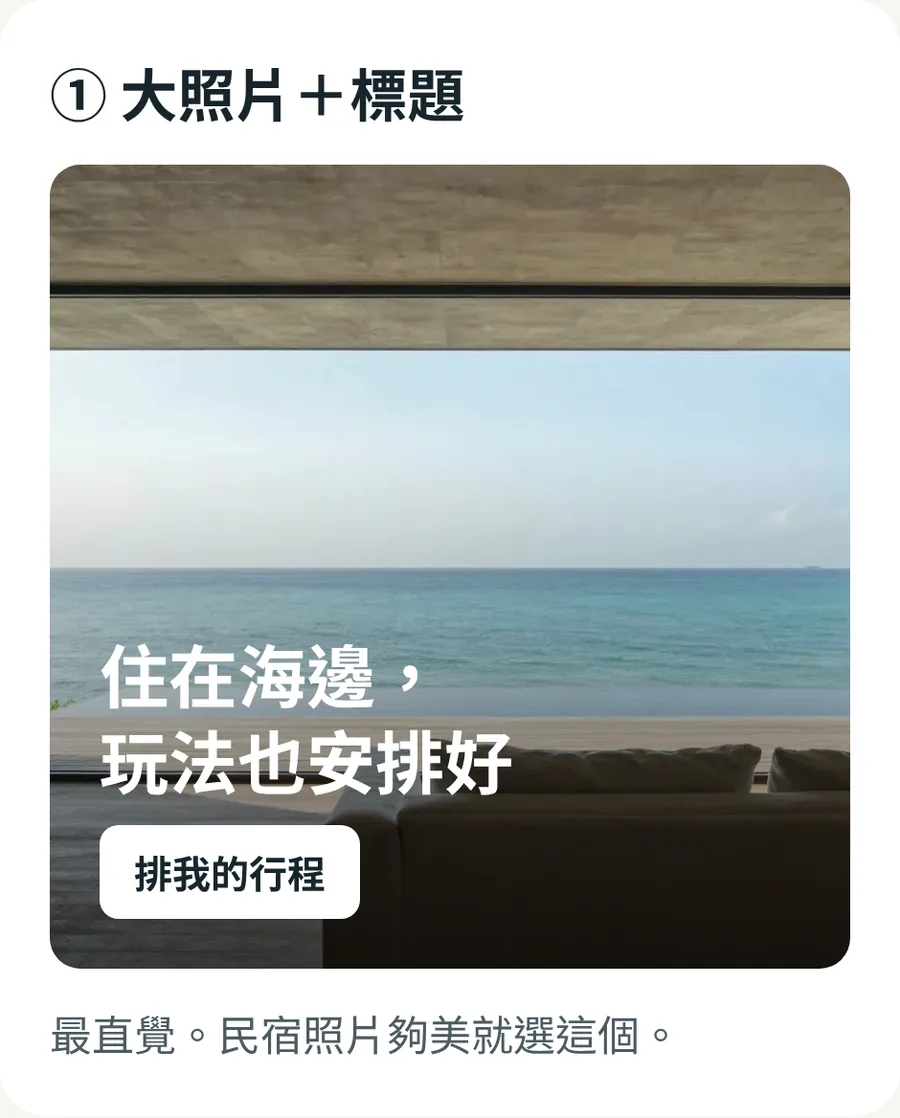 ① 大照片＋標題
住在海邊，
玩法也安排好
排我的行程
最直覺。民宿照片夠美就選這個。